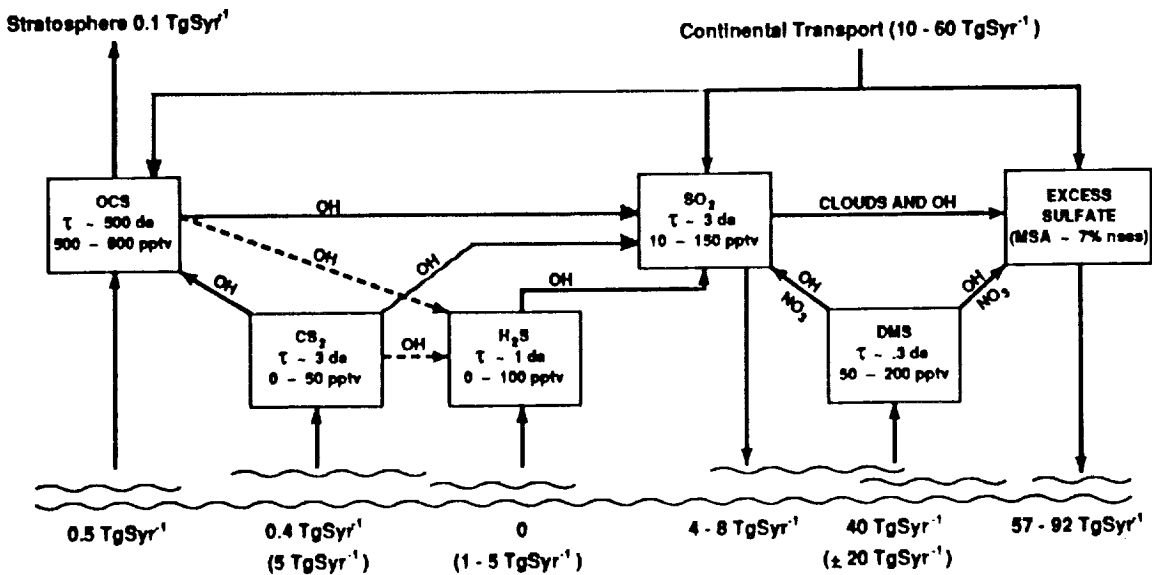 Stratosphere 0.1 TgSyr⁻¹
Continental Transport (10 - 60 TgSyr⁻¹)
OCS
τ ~ 500 da
500 - 800 pptv
OH
SO₂
τ ~ 3 da
10 - 150 pptv
CLOUDS AND OH
EXCESS
SULFATE
(MSA ~ 7% nses)
OH
OH
OH
OH
CS₂
τ ~ 3 da
0 - 50 pptv
OH
H₂S
τ ~ 1 da
0 - 100 pptv
OH
NO₃
DMS
τ ~ .3 da
50 - 200 pptv
OH
NO₃
0.5 TgSyr⁻¹
0.4 TgSyr⁻¹
(5 TgSyr⁻¹)
0
(1 - 5 TgSyr⁻¹)
4 - 8 TgSyr⁻¹
40 TgSyr⁻¹
(± 20 TgSyr⁻¹)
57 - 92 TgSyr⁻¹